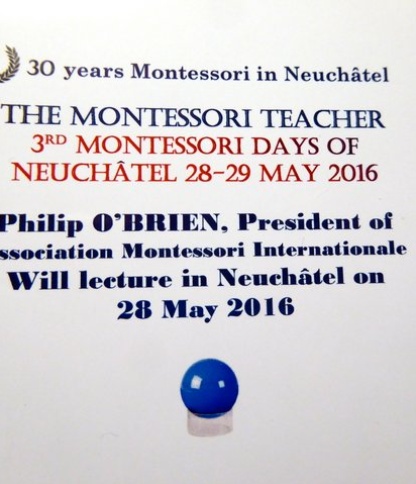 30 years Montessori in Neuchâtel
THE MONTESSORI TEACHER
3RD MONTESSORI DAYS OF
NEUCHÂTEL 28-29 MAY 2016
Philip O'BRIEN, President of
ssociation Montessori Internationale
Will lecture in Neuchâtel on
28 May 2016